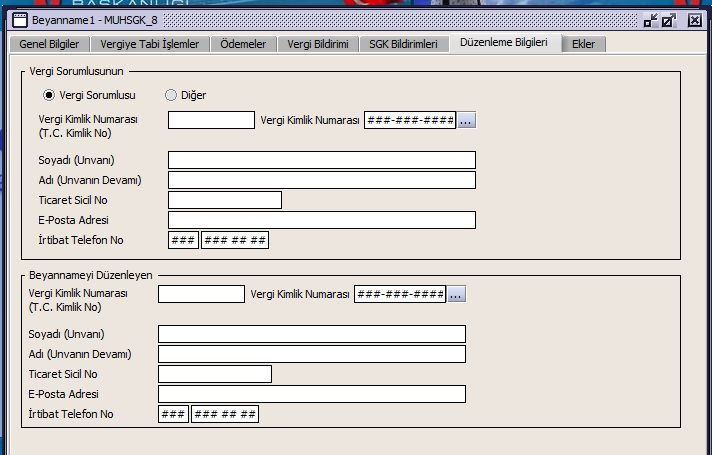 BAŞKANLIĞI
Beyanname1 - MUHSGK_8
Genel Bilgiler Vergiye Tabi İşlemler Ödemeler Vergi Bildirimi SGK Bildirimleri Düzenleme Bilgileri Ekler
Vergi Sorumlusunun
Vergi Sorumlusu Diğer
Vergi Kimlik Numarası Vergi Kimlik Numarası ###-###-#### ...
(T.C. Kimlik No)
Soyadı (Unvanı)
Adı (Unvanın Devamı)
Ticaret Sicil No
E-Posta Adresi
İrtibat Telefon No ### ### ## ##
Beyannameyi Düzenleyen
Vergi Kimlik Numarası Vergi Kimlik Numarası ###-###-#### ...
(T.C. Kimlik No)
Soyadı (Unvanı)
Adı (Unvanın Devamı)
Ticaret Sicil No
E-Posta Adresi
İrtibat Telefon No ### ### ## ##